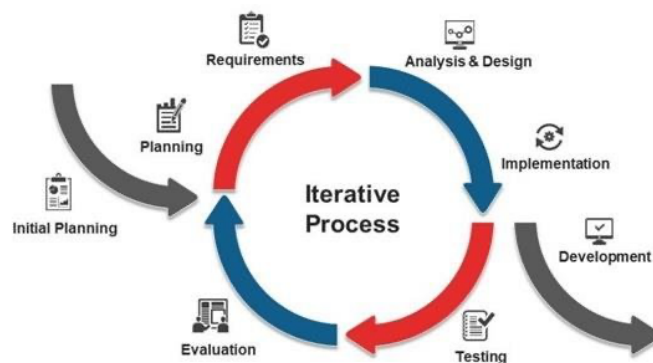 Requirements
Analysis & Design
Planning
Implementation
Iterative
Process
Initial Planning
Development
Evaluation
Testing